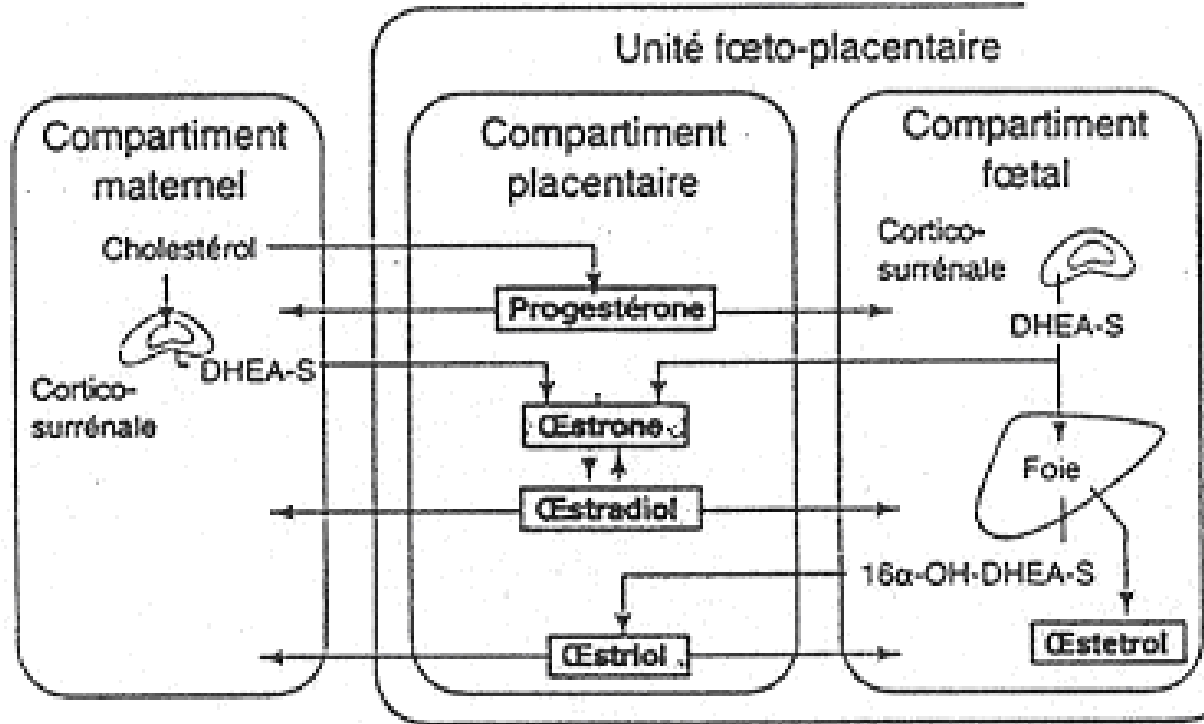 Unité fœto-placentaire
Compartiment
maternel
Cholestérol
DHEA-S
Cortico-
surrénale
Compartiment
placentaire
Progestérone
Œstrone
Œstradiol
Œstriol
Compartiment
fœtal
Cortico-
surrénale
DHEA-S
Foie
16α-OH-DHEA-S
Œstetrol